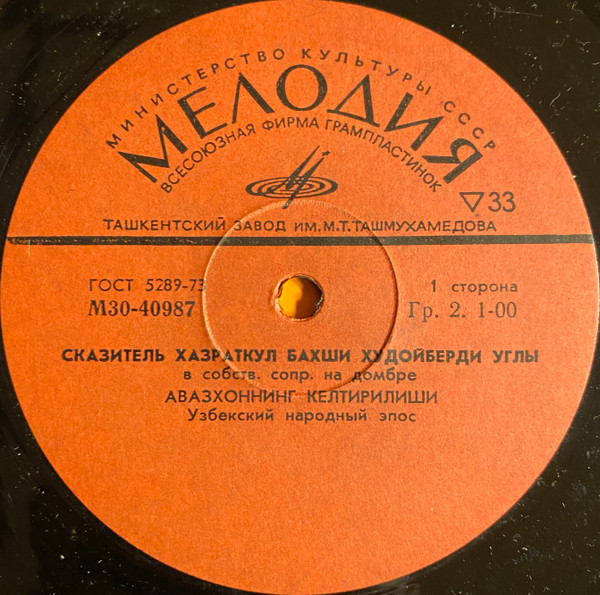 МИНИСТЕРСТВО КУЛЬТУРЫ СССР
МЕЛОДИЯ
ВСЕСОЮЗНАЯ ФИРМА ГРАМПЛАСТИНОК
▽33
ТАШКЕНТСКИЙ ЗАВОД ИМ. М.Т. ТАШМУХАМЕДОВА
ГОСТ 5289-73
1 сторона
М30-40987
Гр. 2. 1-00
СКАЗИТЕЛЬ ХАЗРАТКУЛ БАХШИ ХУДОЙБЕРДИ УГЛЫ
в собств. сопр. на домбре
АВАЗХОННИНГ КЕЛТИРИЛИШИ
Узбекский народный эпос